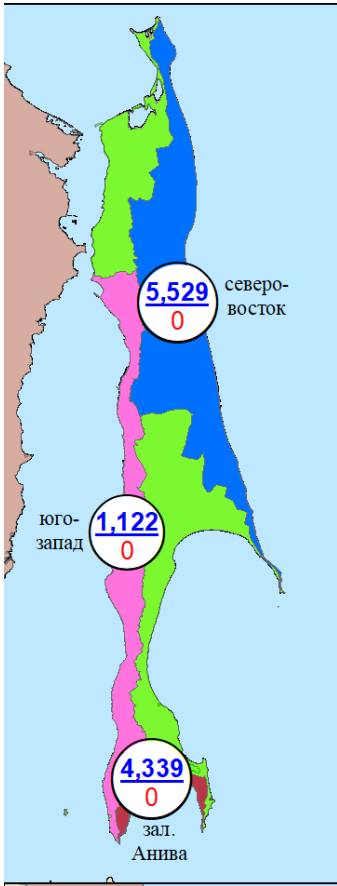 5,529
0
северо-
восток
юго-
запад
1,122
0
4,339
0
зал.
Анива